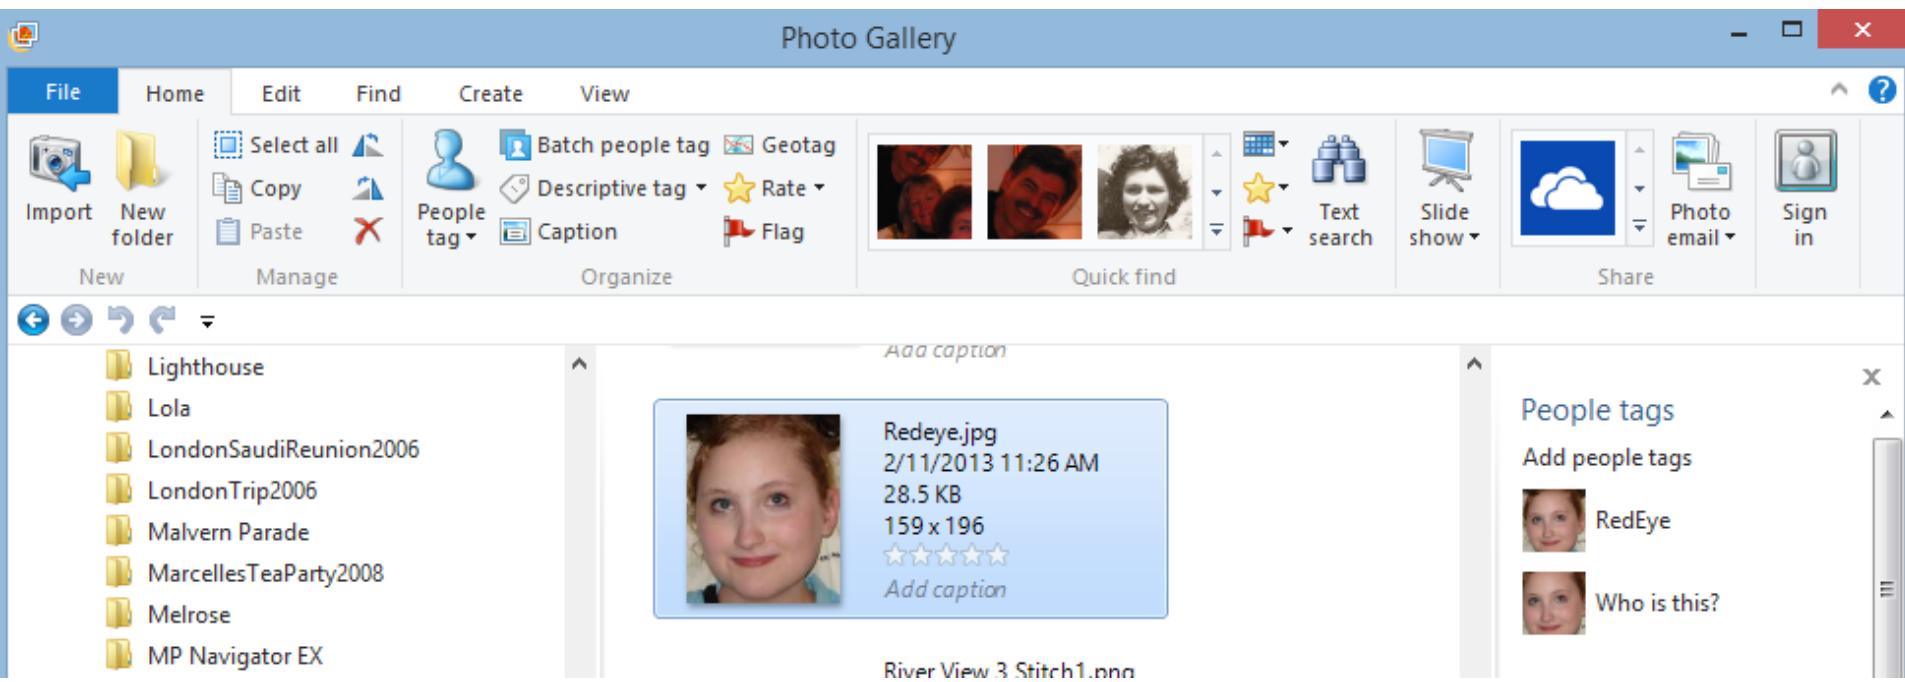 Photo Gallery
File Home Edit Find Create View
Import
New folder
New
Select all
Copy
Paste
Manage
People tag
Batch people tag
Descriptive tag
Caption
Geotag
Rate
Flag
Organize
Text search
Quick find
Slide show
Photo email
Share
Sign in
Lighthouse
Lola
LondonSaudiReunion2006
LondonTrip2006
Malvern Parade
MarcellesTeaParty2008
Melrose
MP Navigator EX
Add caption
Redeye.jpg
2/11/2013 11:26 AM
28.5 KB
159 x 196
Add caption
River View 3 Stitch1.png
People tags
Add people tags
RedEye
Who is this?